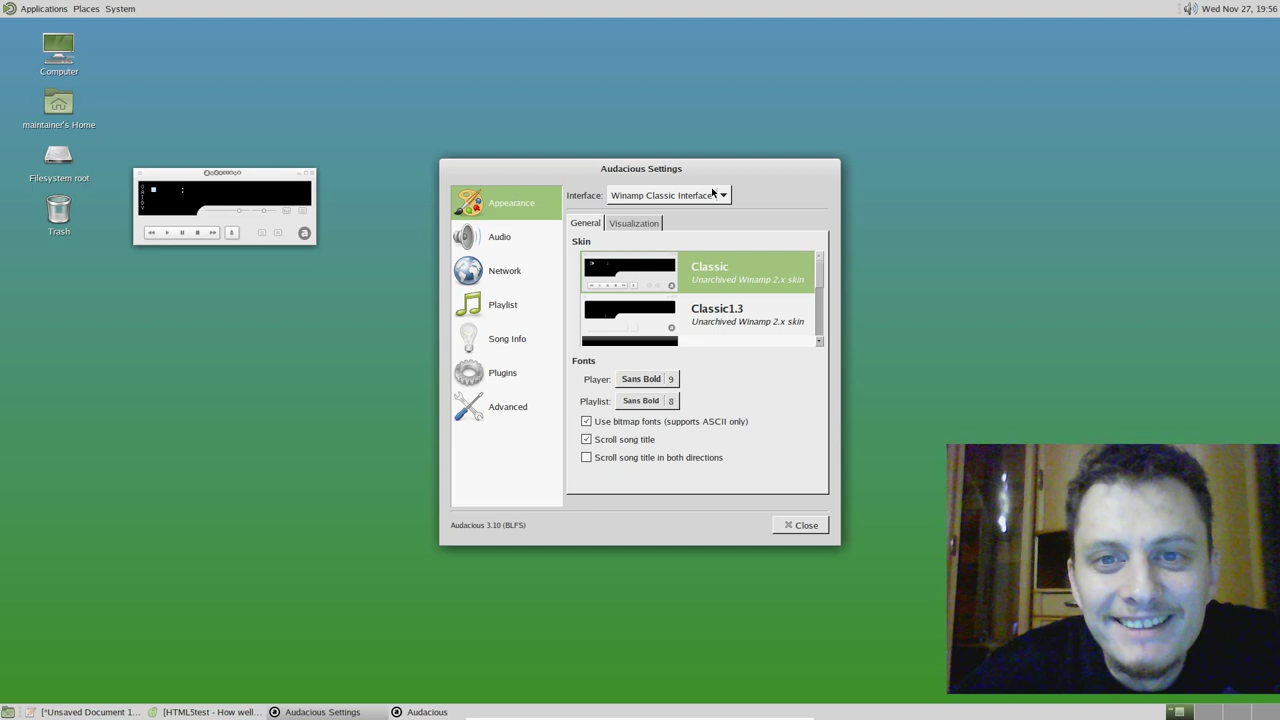 Applications Places System
Wed Nov 27, 19:56
Computer
maintainer's Home
Filesystem root
Trash
Audacious Settings
Appearance
Audio
Network
Playlist
Song Info
Plugins
Advanced
Interface: Winamp Classic Interface
General Visualization
Skin
Classic
Unarchived Winamp 2.x skin
Classic1.3
Unarchived Winamp 2.x skin
Fonts
Player: Sans Bold 9
Playlist: Sans Bold 8
Use bitmap fonts (supports ASCII only)
Scroll song title
Scroll song title in both directions
Audacious 3.10 (BLFS)
Close
[*Unsaved Document 1... [HTML5test - How well... Audacious Settings Audacious